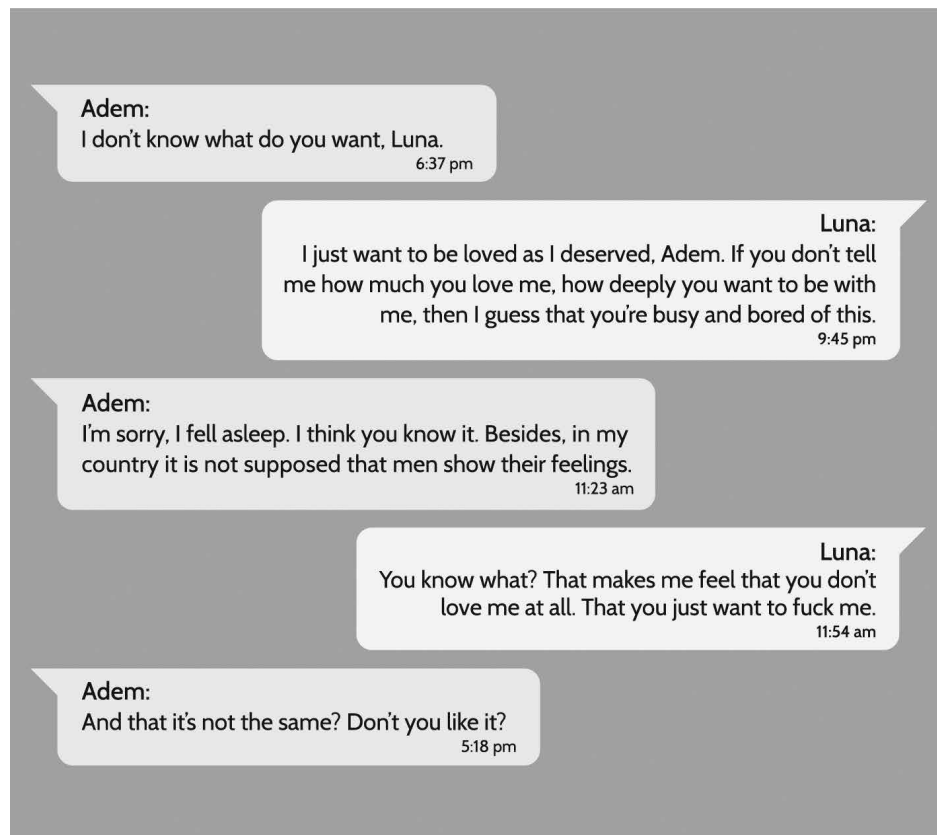 Adem:
I don't know what do you want, Luna.
6:37 pm
Luna:
I just want to be loved as I deserved, Adem. If you don't tell
me how much you love me, how deeply you want to be with
me, then I guess that you're busy and bored of this.
9:45 pm
Adem:
I'm sorry, I fell asleep. I think you know it. Besides, in my
country it is not supposed that men show their feelings.
11:23 am
Luna:
You know what? That makes me feel that you don't
love me at all. That you just want to fuck me.
11:54 am
Adem:
And that it's not the same? Don't you like it?
5:18 pm